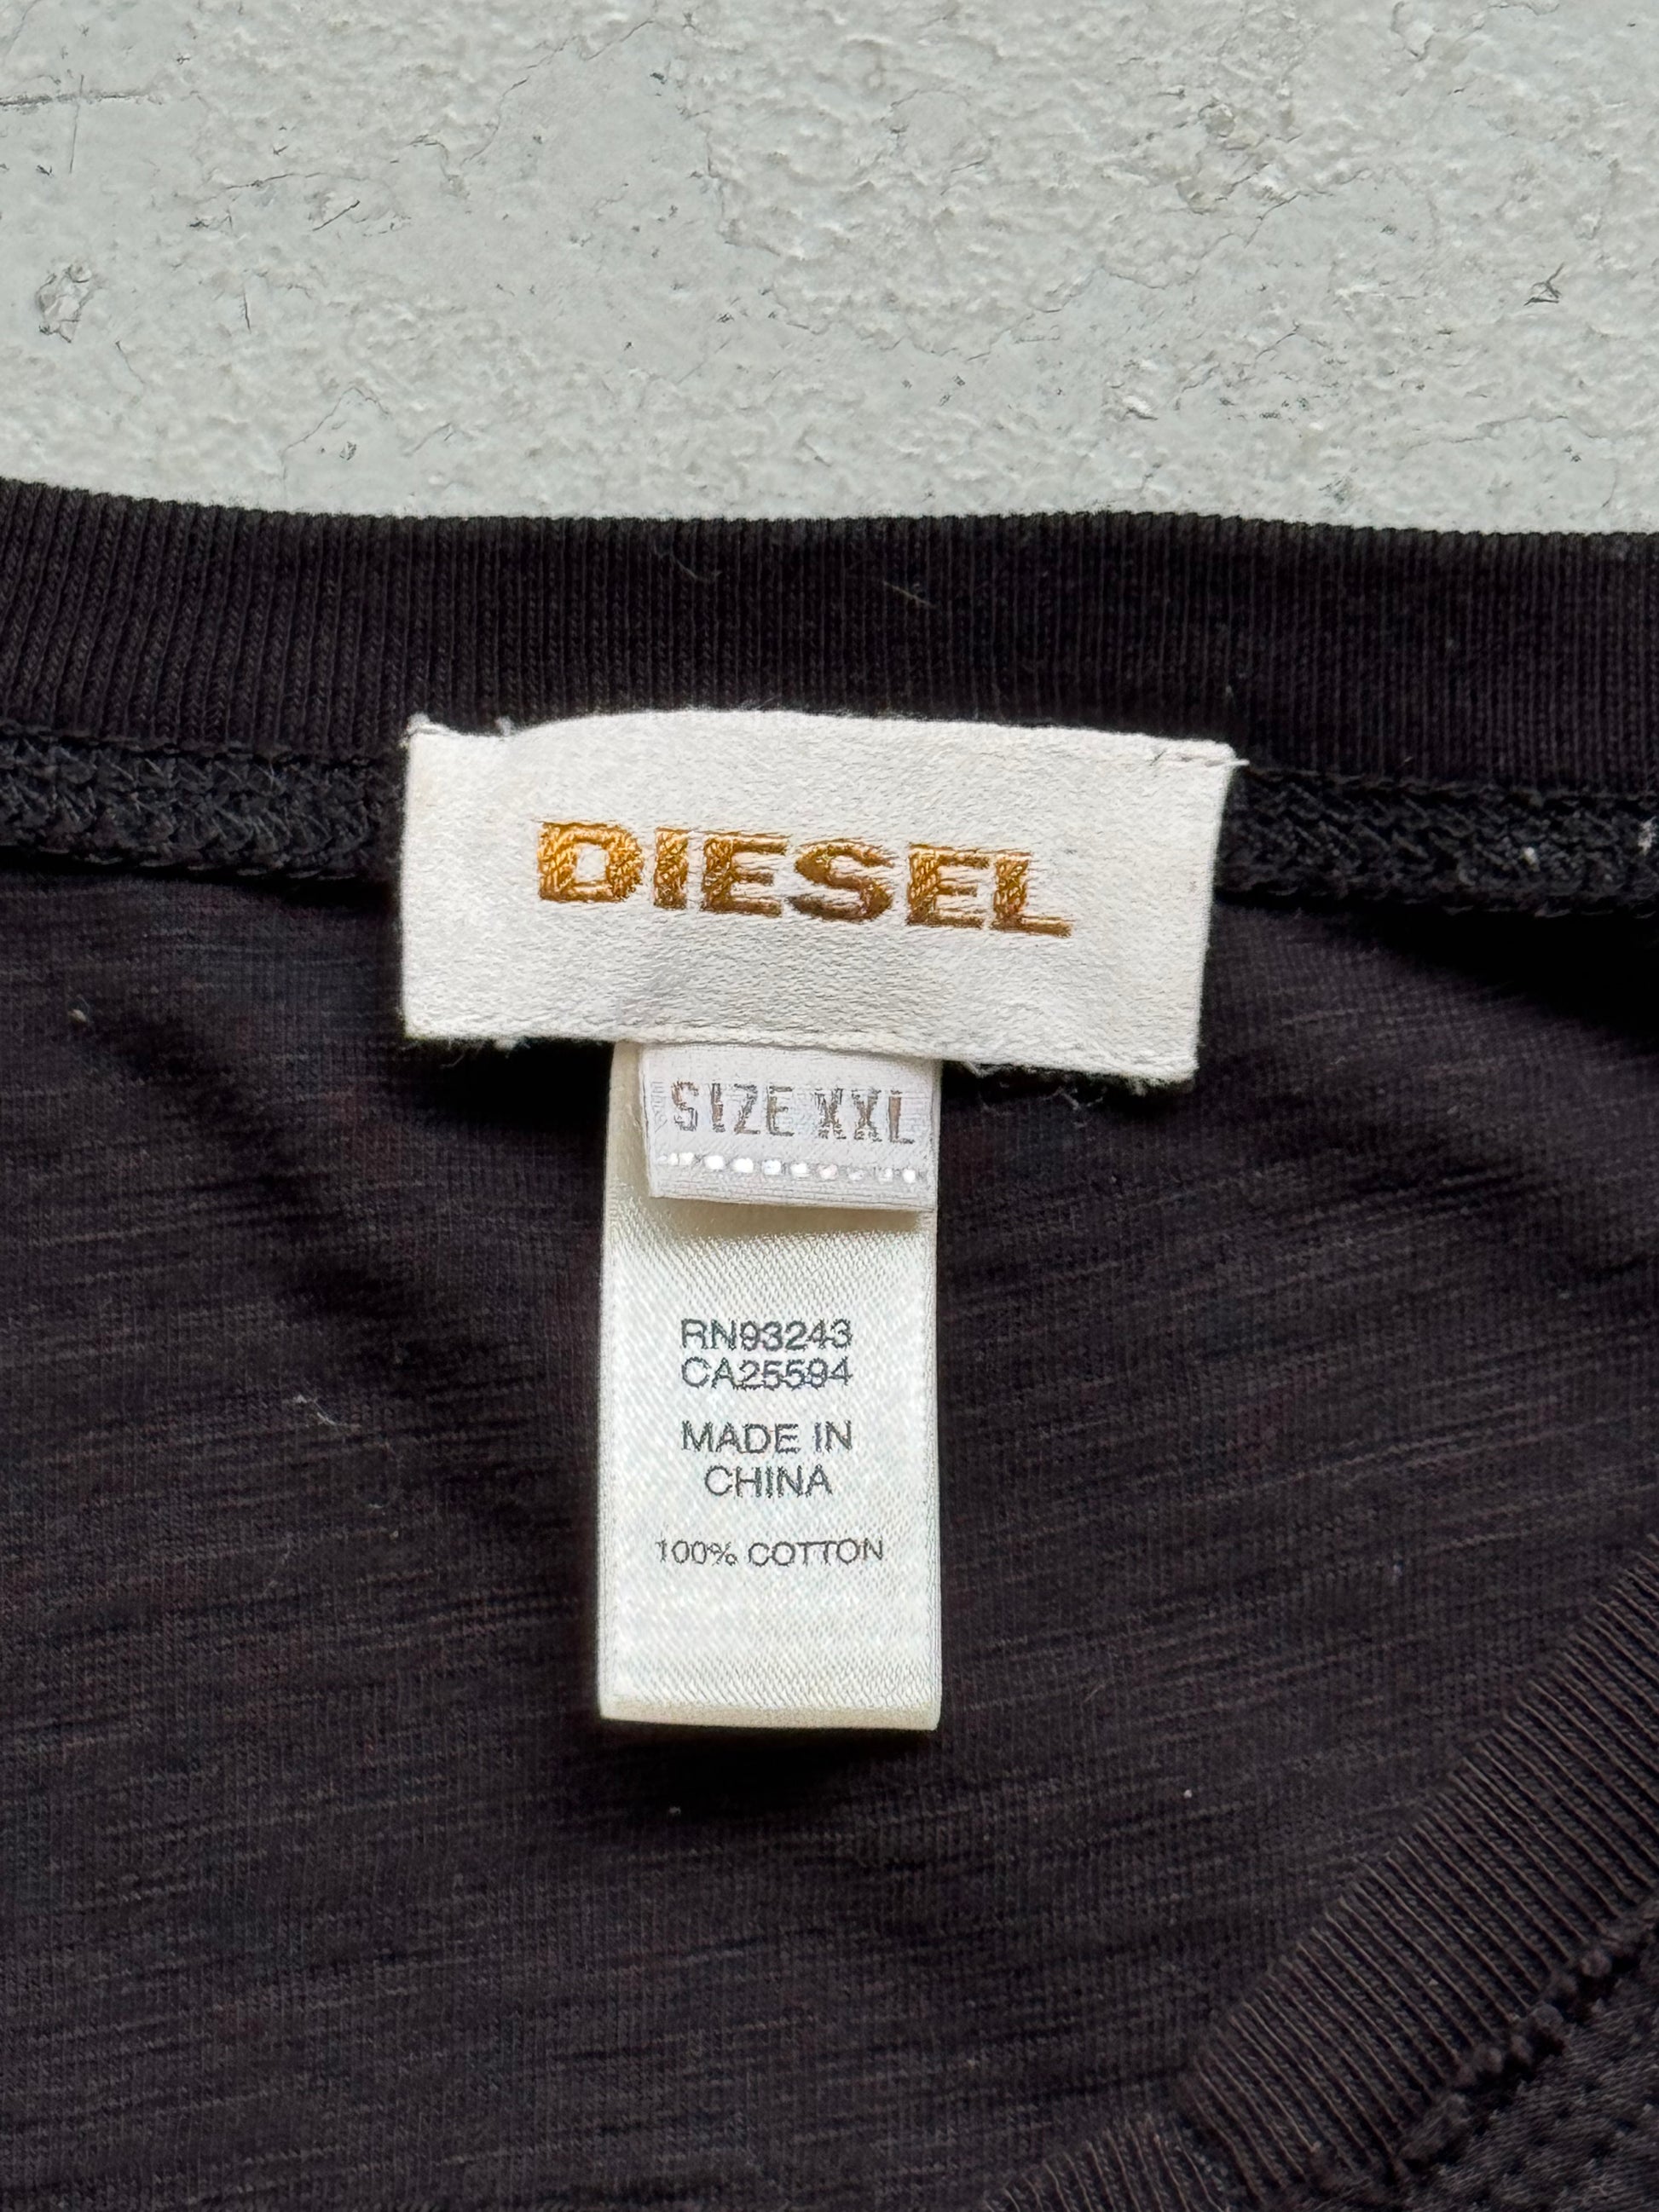 DIESEL
SIZE XXL
RN93243
CA25594
MADE IN
CHINA
100% COTTON